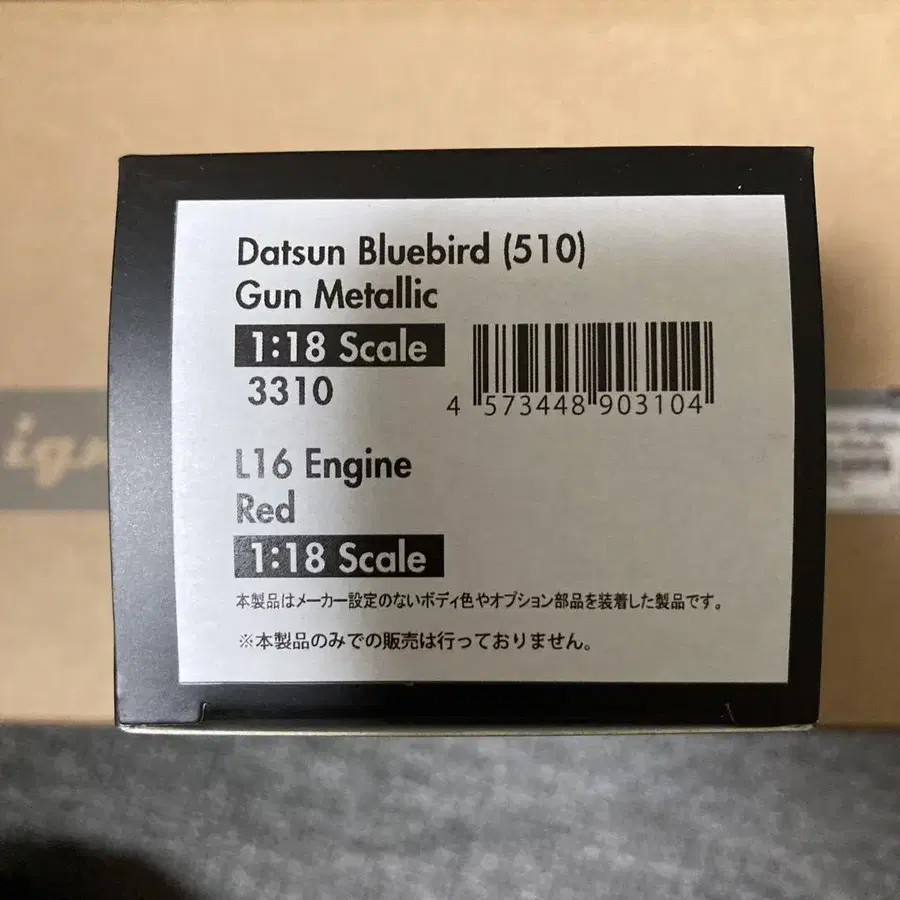 Datsun Bluebird (510)
Gun Metallic
1:18 Scale
3310
4 573448 903104
L16 Engine
Red
1:18 Scale
本製品はメーカー設定のないボディ色やオプション部品を装着した製品です。
※本製品のみでの販売は行っておりません。
ig